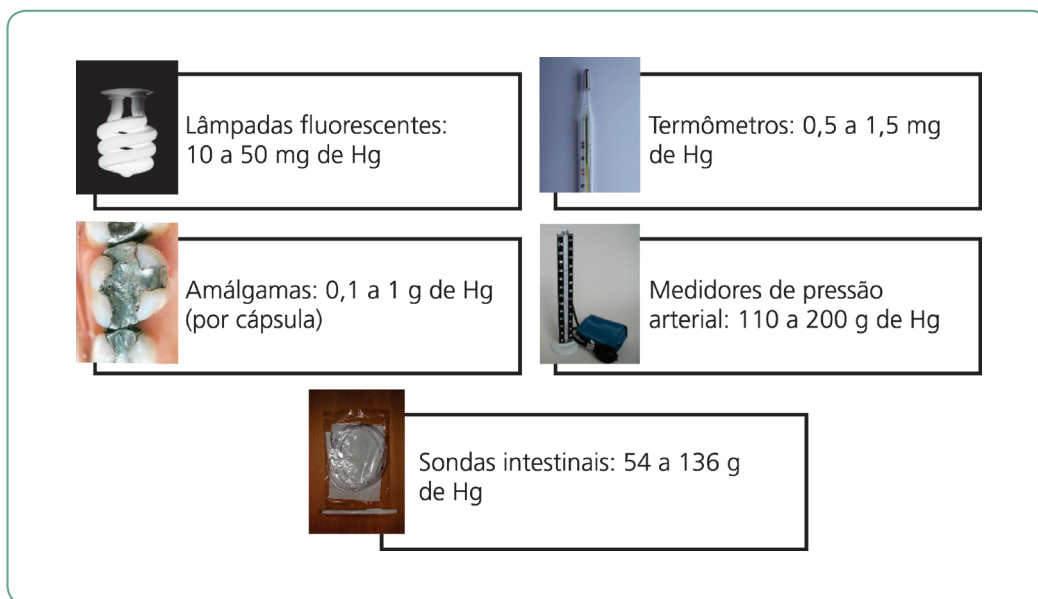 Lâmpadas fluorescentes:
10 a 50 mg de Hg
Termômetros: 0,5 a 1,5 mg
de Hg
Amálgamas: 0,1 a 1 g de Hg
(por cápsula)
Medidores de pressão
arterial: 110 a 200 g de Hg
Sondas intestinais: 54 a 136 g
de Hg